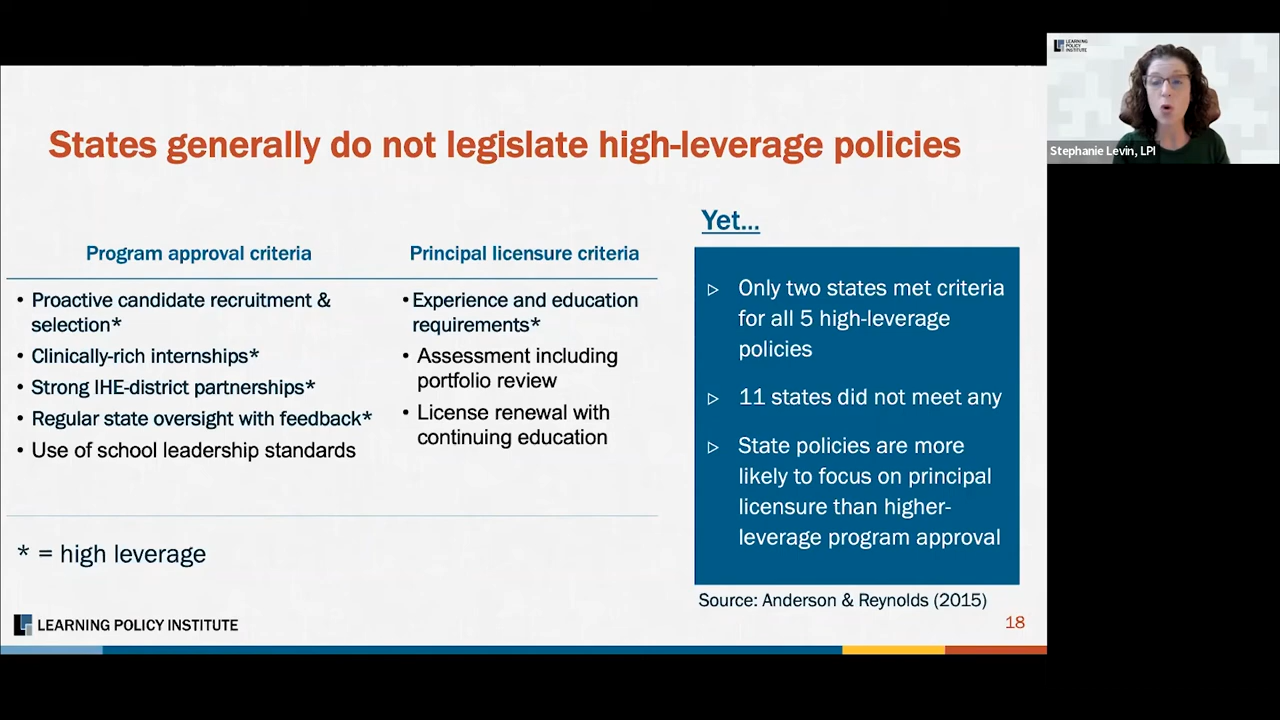 States generally do not legislate high-leverage policies
Program approval criteria
• Proactive candidate recruitment &
selection*
• Clinically-rich internships*
• Strong IHE-district partnerships*
• Regular state oversight with feedback*
• Use of school leadership standards
Principal licensure criteria
• Experience and education
requirements*
• Assessment including
portfolio review
• License renewal with
continuing education
* = high leverage
Yet...
▷ Only two states met criteria
for all 5 high-leverage
policies
▷ 11 states did not meet any
▷ State policies are more
likely to focus on principal
licensure than higher-
leverage program approval
Source: Anderson & Reynolds (2015)
LEARNING POLICY INSTITUTE
18
LEARNING
POLICY
INSTITUTE
Stephanie Levin, LPI